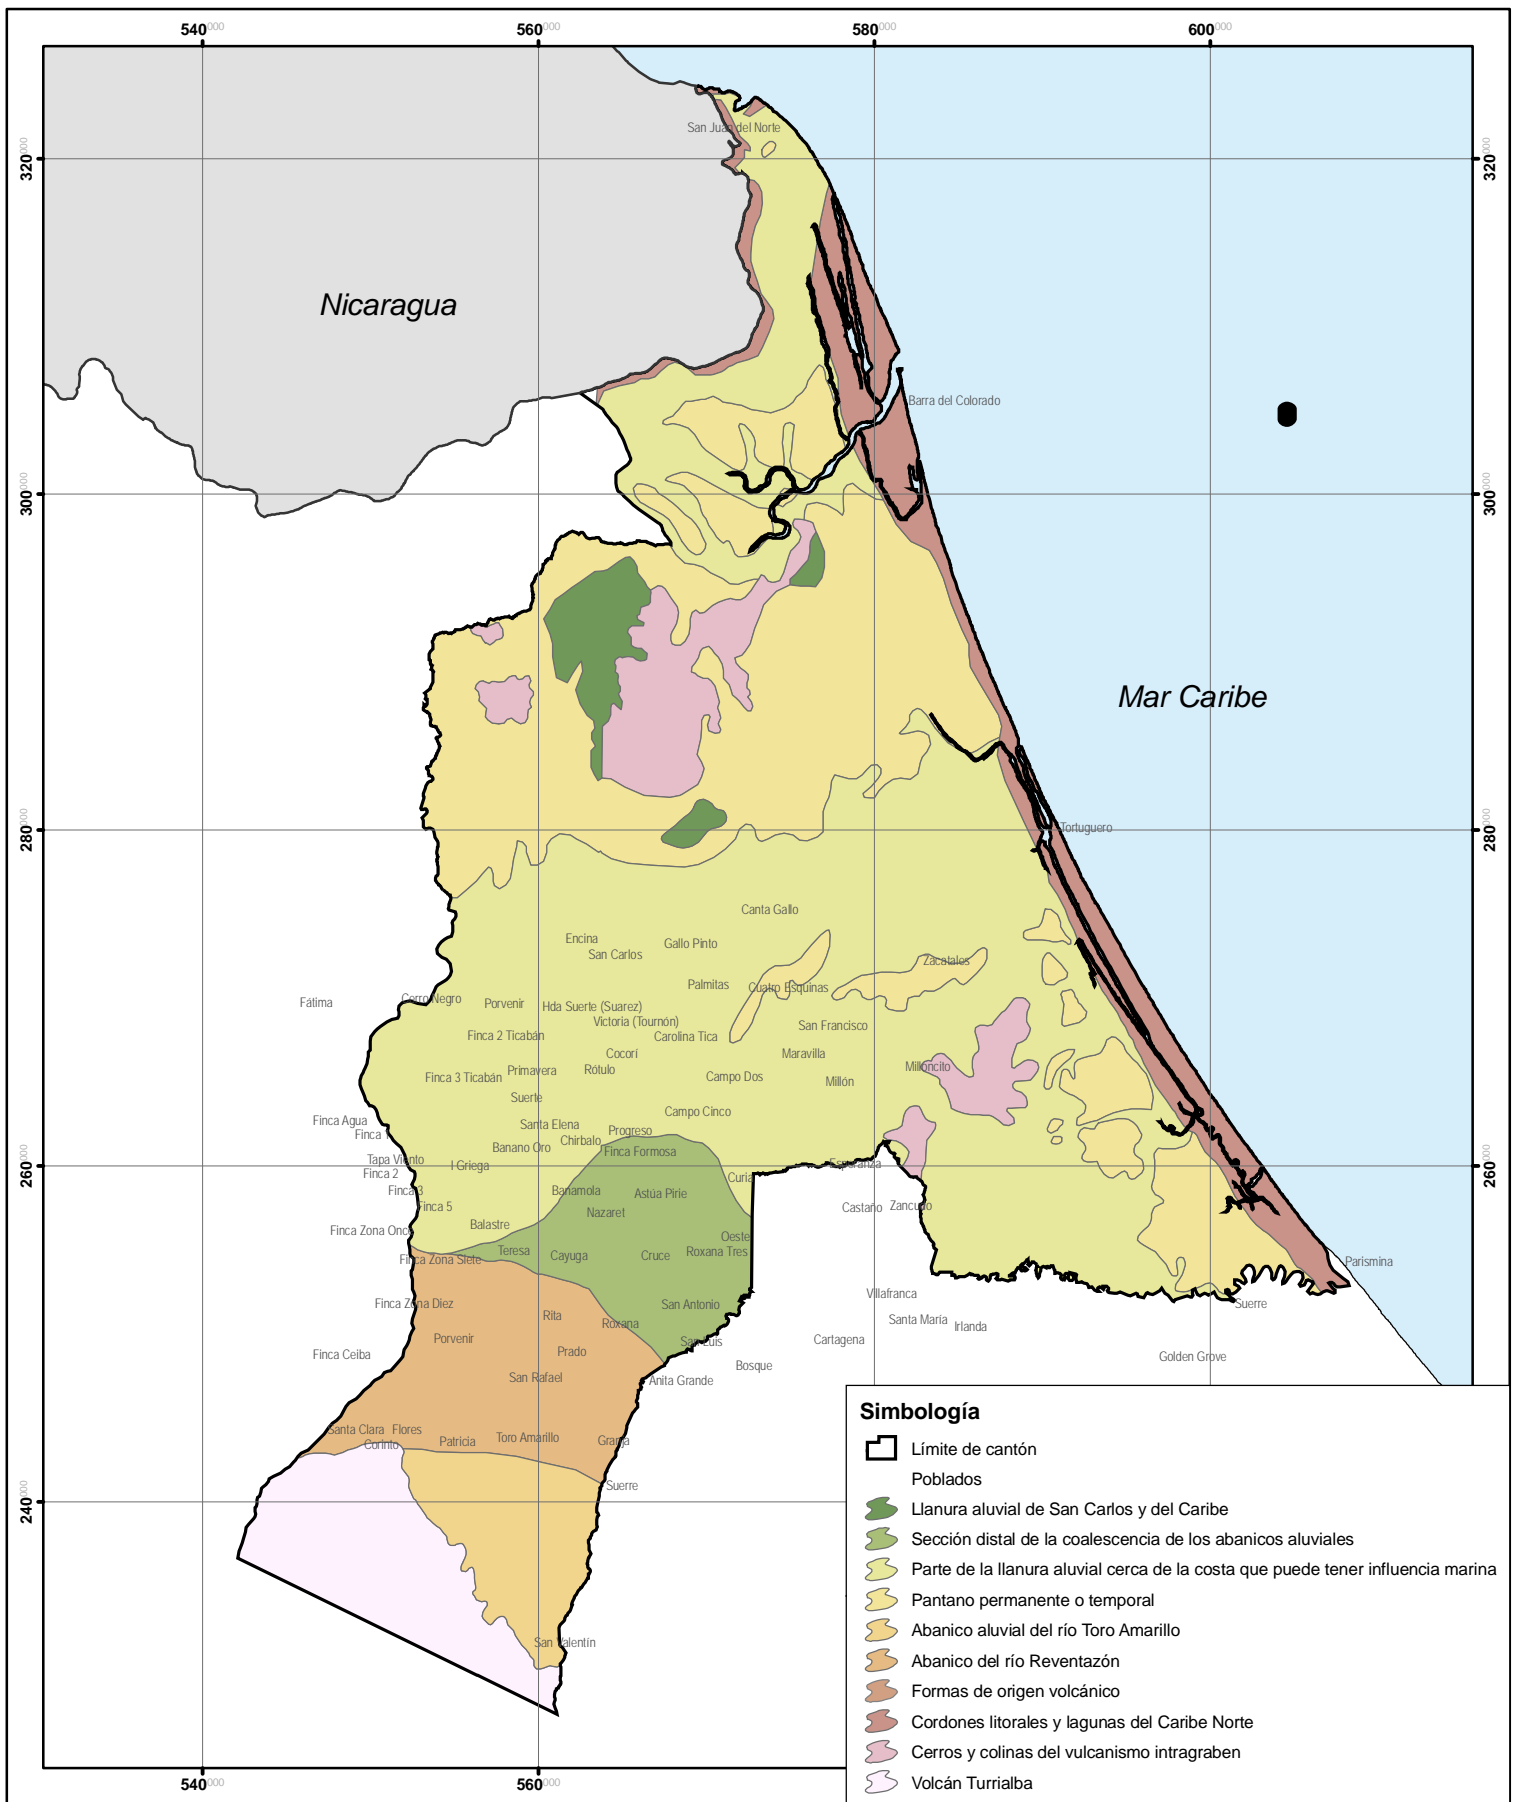 540000 560000 580000 600000
San Juan del Norte
320000 320000
Nicaragua
Barra del Colorado
300000 300000
Mar Caribe
280000 280000
Tortuguero
Canta Gallo
Encina
Gallo Pinto
San Carlos
Zacatales
Palmitas
Cuatro Esquinas
Fátima
Cerro Negro
Porvenir
Hda Suerte (Suarez)
Victoria (Tournón)
San Francisco
Finca 2 Ticabán
Carolina Tica
Cocorí
Maravilla
Milloncito
Primavera
Rótulo
Finca 3 Ticabán
Campo Dos
Millón
Suerte
Campo Cinco
Finca Agua
Santa Elena
Finca 1
Progreso
Chirbalo
Banano Oro
Finca Formosa
Tapa Viento
I Griega
Esperanza
260000 260000
Finca 2
Curia
Finca 3
Banamola
Astúa Pirie
Finca 5
Castaño
Zancudo
Nazaret
Balastre
Finca Zona Once
Oeste
Teresa
Cayuga
Cruce
Roxana Tres
Finca Zona Siete
Parismina
Villafranca
Finca Zona Diez
San Antonio
Suerre
Rita
Roxana
Santa María
Irlanda
Porvenir
San Luis
Cartagena
Finca Ceiba
Prado
Golden Grove
Bosque
San Rafael
Anita Grande
Santa Clara
Flores
Toro Amarillo
Corinto
Patricia
Granja
Suerre
240000
San Valentín
Simbología
Límite de cantón
Poblados
Llanura aluvial de San Carlos y del Caribe
Sección distal de la coalescencia de los abanicos aluviales
Parte de la llanura aluvial cerca de la costa que puede tener influencia marina
Pantano permanente o temporal
Abanico aluvial del río Toro Amarillo
Abanico del río Reventazón
Formas de origen volcánico
Cordones litorales y lagunas del Caribe Norte
Cerros y colinas del vulcanismo intragraben
Volcán Turrialba
540000 560000